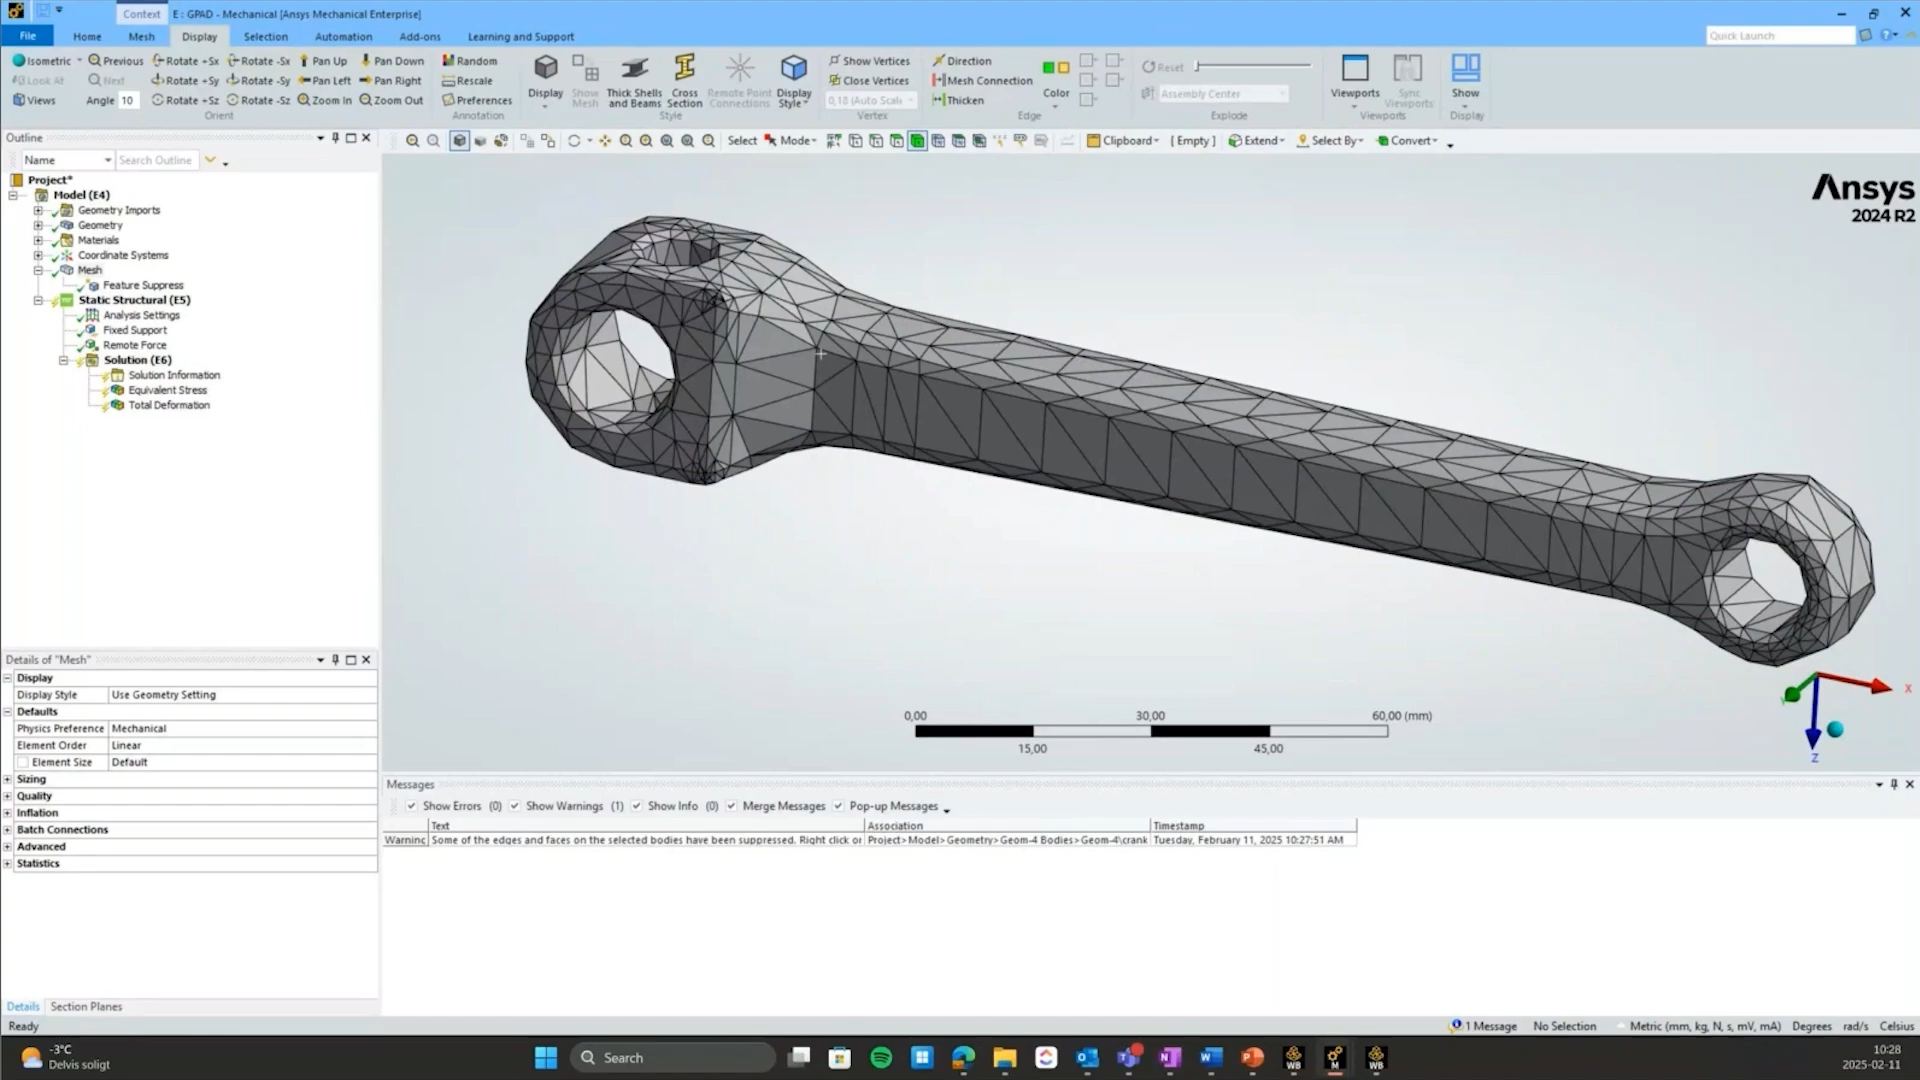 Context E : GPAD - Mechanical [Ansys Mechanical Enterprise]
File Home Mesh Display Selection Automation Add-ons Learning and Support Quick Launch
Isometric Previous Rotate +Sx Rotate -Sx Pan Up Pan Down Random Show Vertices Direction Reset
Look At Next Rotate +Sy Rotate -Sy Pan Left Pan Right Rescale Close Vertices Mesh Connection Assembly Center
Views Angle 10 Rotate +Sz Rotate -Sz Zoom In Zoom Out Preferences 0,18 (Auto Scale Thicken
Display Show Mesh Thick Shells and Beams Cross Section Remote Point Connections Display Style Color Viewports Sync Viewports Show
Orient Annotation Style Vertex Edge Explode Viewports Display
Outline
Select Mode Clipboard [ Empty ] Extend Select By Convert
Name Search Outline
Project*
Model (E4)
Geometry Imports
Geometry
Materials
Coordinate Systems
Mesh
Feature Suppress
Static Structural (E5)
Analysis Settings
Fixed Support
Remote Force
Solution (E6)
Solution Information
Equivalent Stress
Total Deformation
Ansys
2024 R2
X
Z
0,00 30,00 60,00 (mm)
15,00 45,00
Details of "Mesh"
Display
Display Style Use Geometry Setting
Defaults
Physics Preference Mechanical
Element Order Linear
Element Size Default
Sizing
Quality
Inflation
Batch Connections
Advanced
Statistics
Details Section Planes
Messages
Show Errors (0) Show Warnings (1) Show Info (0) Merge Messages Pop-up Messages
Text Association Timestamp
Warning Some of the edges and faces on the selected bodies have been suppressed. Right click or Project>Model>Geometry>Geom-4 Bodies>Geom-4\crank Tuesday, February 11, 2025 10:27:51 AM
Ready 1 Message No Selection Metric (mm, kg, N, s, mV, mA) Degrees rad/s Celsius
-3°C
Delvis soligt
Search
WB M WB
10:28
2025-02-11